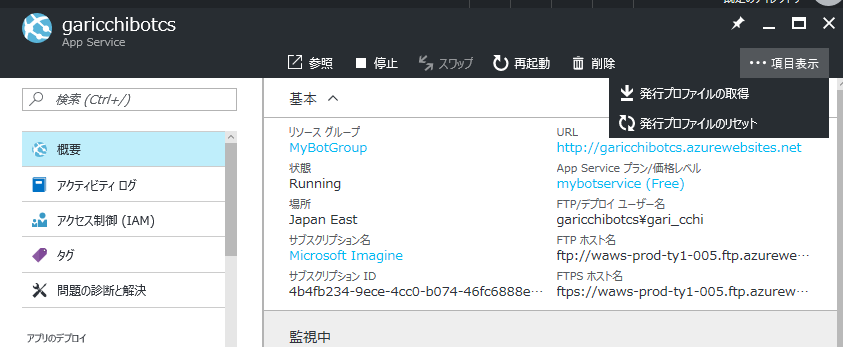 garicchibotcs
App Service
参照
停止
スワップ
再起動
削除
項目表示
発行プロファイルの取得
発行プロファイルのリセット
検索 (Ctrl+/)
概要
アクティビティ ログ
アクセス制御 (IAM)
タグ
問題の診断と解決
アプリのデプロイ
基本
リソース グループ
MyBotGroup
状態
Running
場所
Japan East
サブスクリプション名
Microsoft Imagine
サブスクリプション ID
4b4fb234-9ece-4cc0-b074-46fc6888e…
URL
http://garicchibotcs.azurewebsites.net
App Service プラン/価格レベル
mybotservice (Free)
FTP/デプロイ ユーザー名
garicchibotcs¥gari_cchi
FTP ホスト名
ftp://waws-prod-ty1-005.ftp.azurewe…
FTPS ホスト名
ftps://waws-prod-ty1-005.ftp.azurew…
監視中